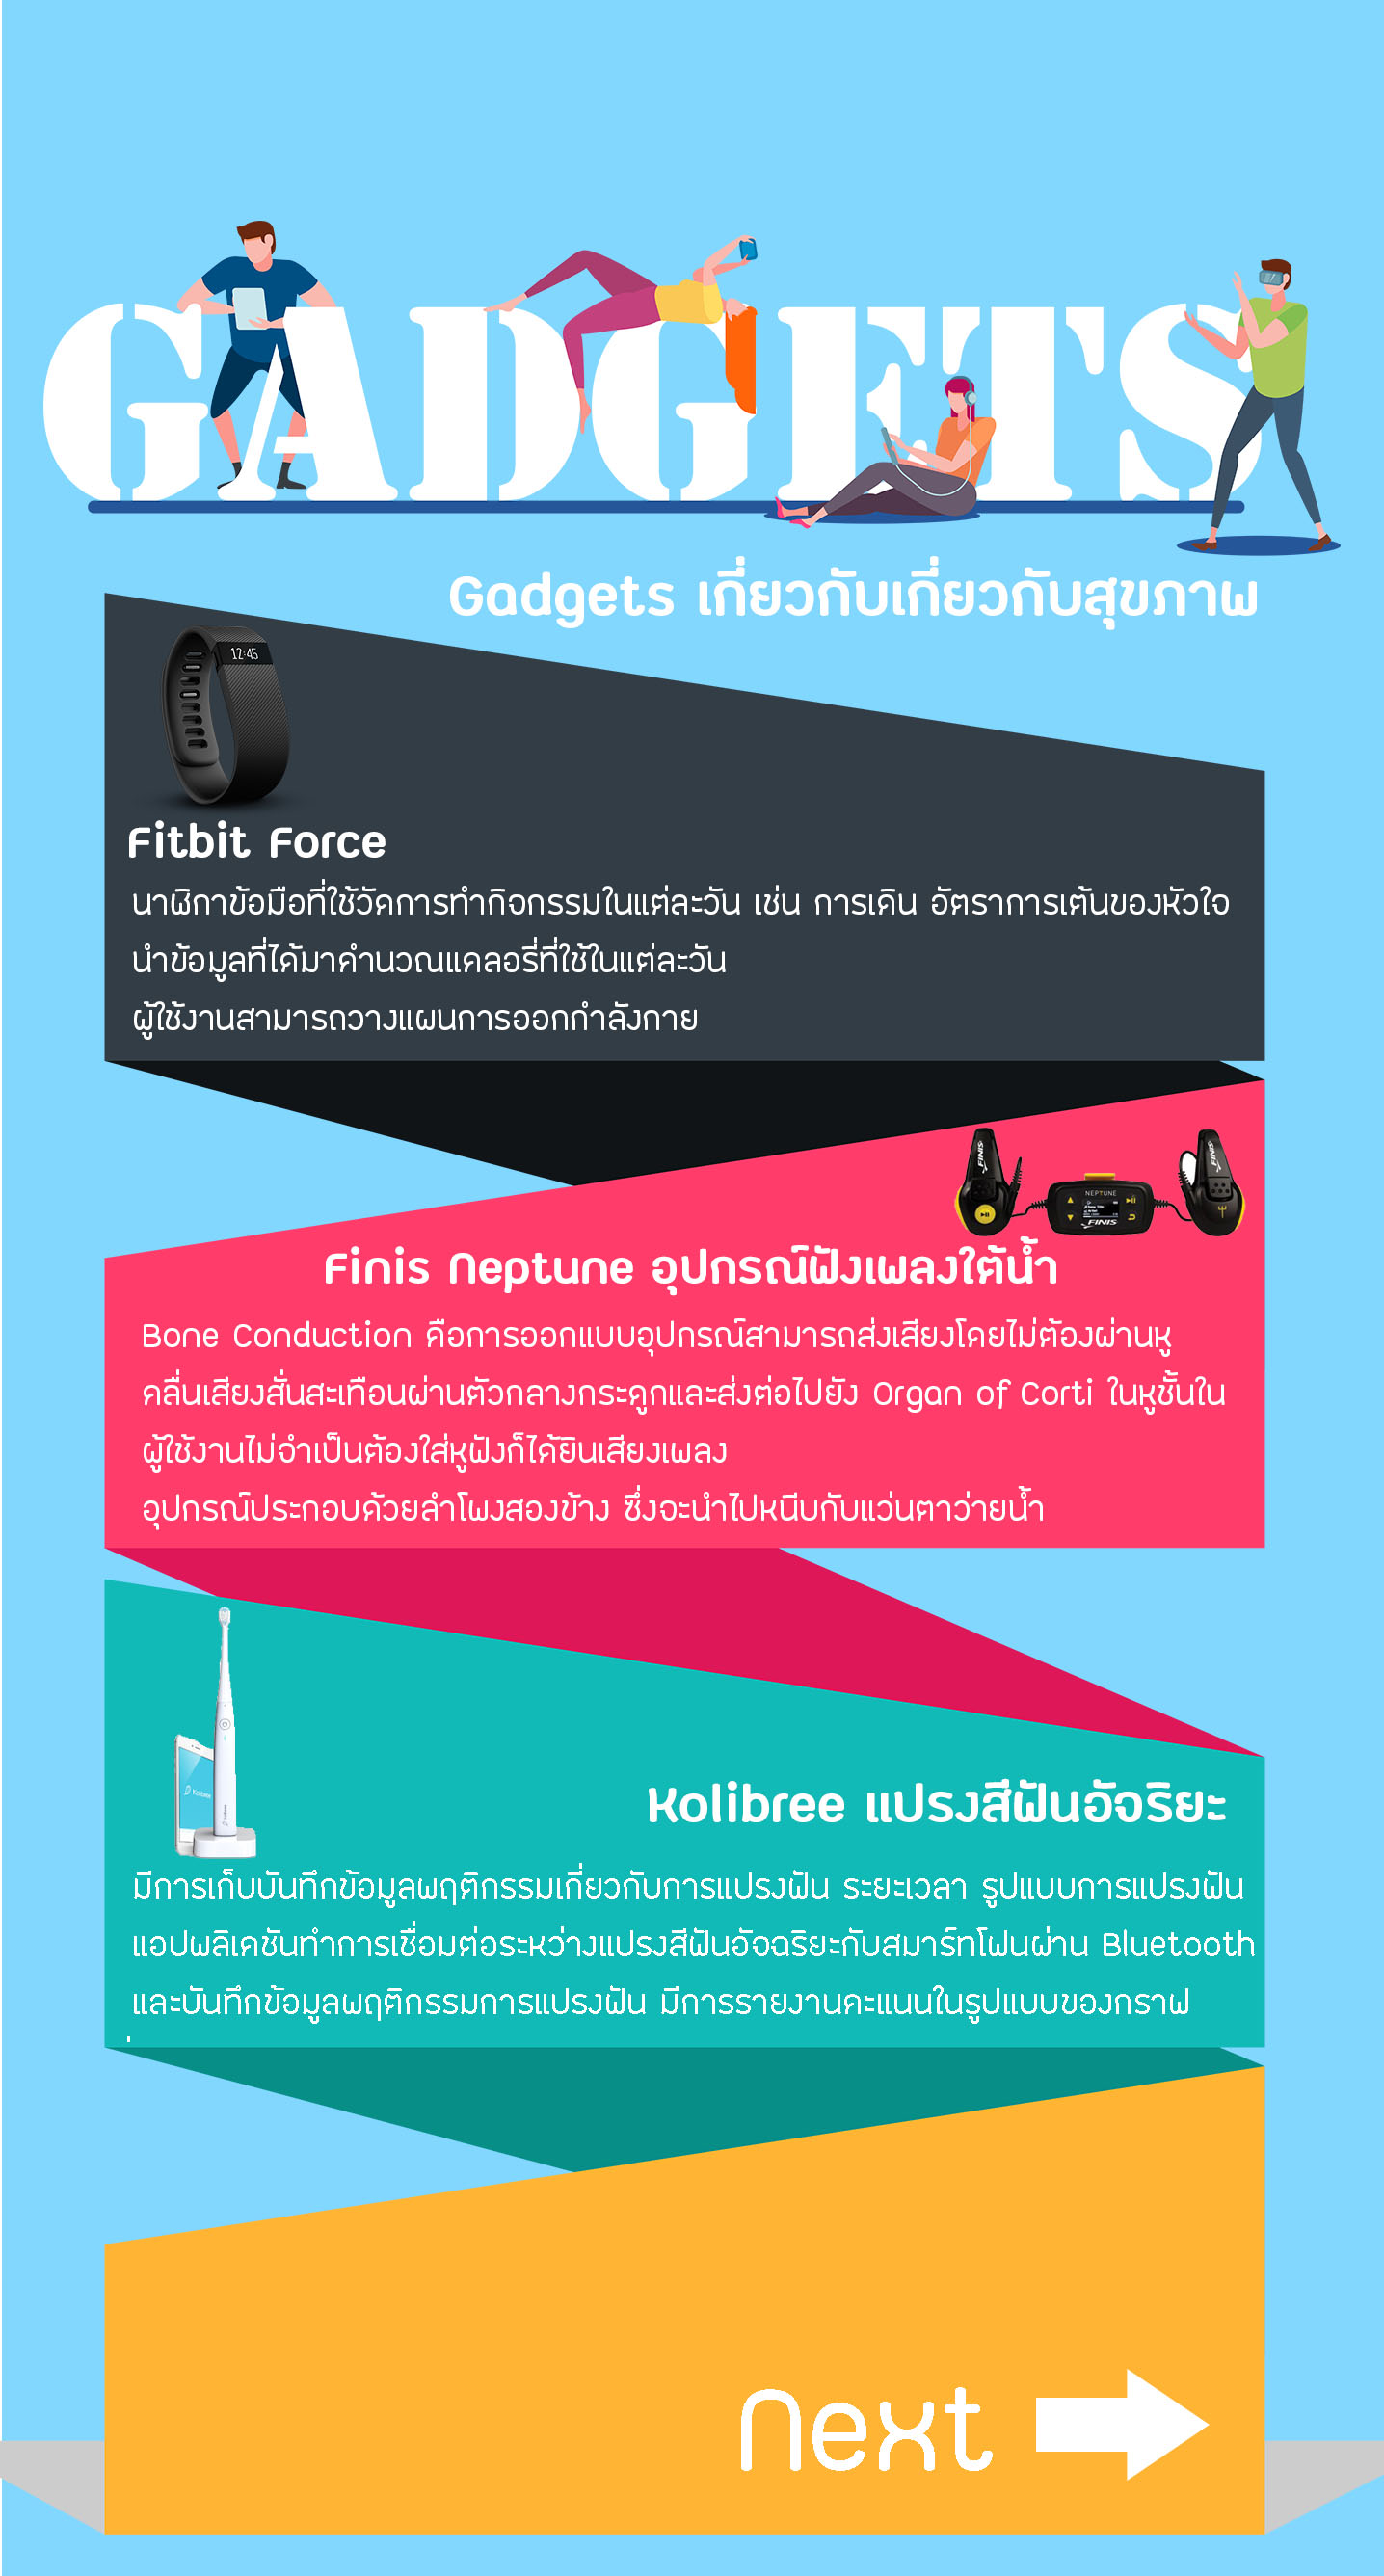 GADGETS
Gadgets เกี่ยวกับเกี่ยวกับสุขภาพ
12:45
Fitbit Force
นาฬิกาข้อมือที่ใช้วัดการทำกิจกรรมในแต่ละวัน เช่น การเดิน อัตราการเต้นของหัวใจ
นำข้อมูลที่ได้มาคำนวณแคลอรี่ที่ใช้ในแต่ละวัน
ผู้ใช้งานสามารถวางแผนการออกกำลังกาย
FINIS
FINIS
NEPTUNE
FINIS
Finis Neptune อุปกรณ์ฟังเพลงใต้น้ำ
Bone Conduction คือการออกแบบอุปกรณ์สามารถส่งเสียงโดยไม่ต้องผ่านหู
คลื่นเสียงสั่นสะเทือนผ่านตัวกลางกระดูกและส่งต่อไปยัง Organ of Corti ในหูชั้นใน
ผู้ใช้งานไม่จำเป็นต้องใส่หูฟังก็ได้ยินเสียงเพลง
อุปกรณ์ประกอบด้วยลำโพงสองข้าง ซึ่งจะนำไปหนีบกับแว่นตาว่ายน้ำ
Kolibree
Kolibree แปรงสีฟันอัจริยะ
มีการเก็บบันทึกข้อมูลพฤติกรรมเกี่ยวกับการแปรงฟัน ระยะเวลา รูปแบบการแปรงฟัน
แอปพลิเคชันทำการเชื่อมต่อระหว่างแปรงสีฟันอัจฉริยะกับสมาร์ทโฟนผ่าน Bluetooth
และบันทึกข้อมูลพฤติกรรมการแปรงฟัน มีการรายงานคะแนนในรูปแบบของกราฟ
Next